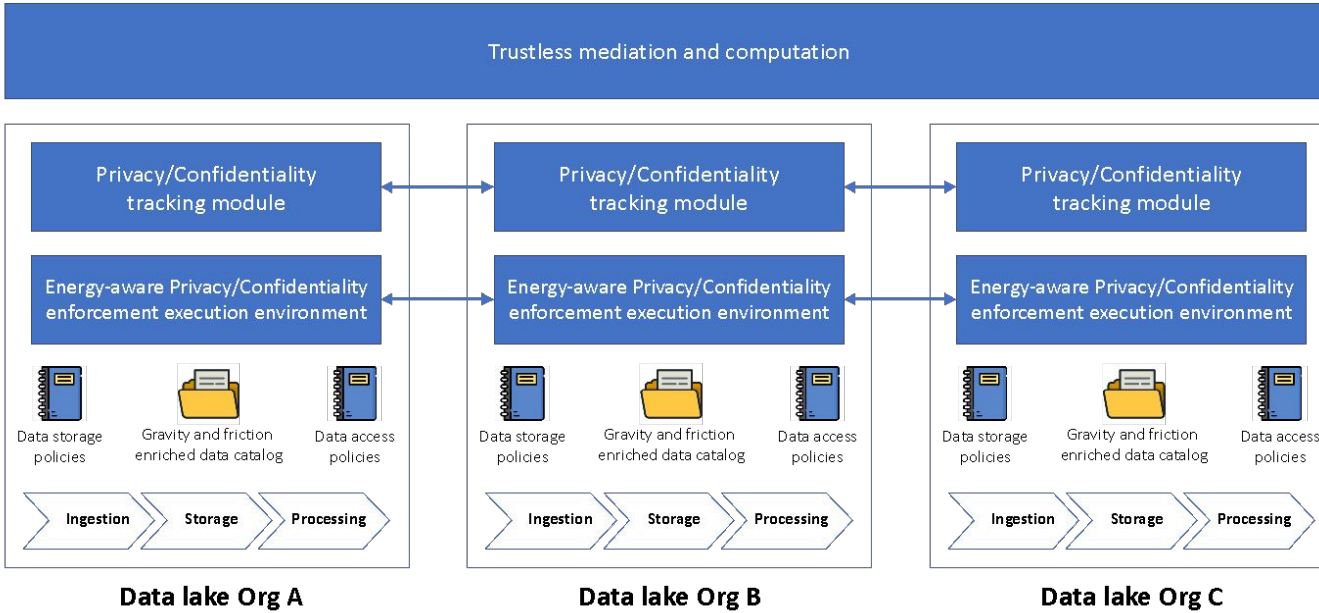 Trustless mediation and computation
Privacy/Confidentiality
tracking module
Energy-aware Privacy/Confidentiality
enforcement execution environment
Data storage
policies
Gravity and friction
enriched data catalog
Data access
policies
Ingestion
Storage
Processing
Data lake Org A
Privacy/Confidentiality
tracking module
Energy-aware Privacy/Confidentiality
enforcement execution environment
Data storage
policies
Gravity and friction
enriched data catalog
Data access
policies
Ingestion
Storage
Processing
Data lake Org B
Privacy/Confidentiality
tracking module
Energy-aware Privacy/Confidentiality
enforcement execution environment
Data storage
policies
Gravity and friction
enriched data catalog
Data access
policies
Ingestion
Storage
Processing
Data lake Org C